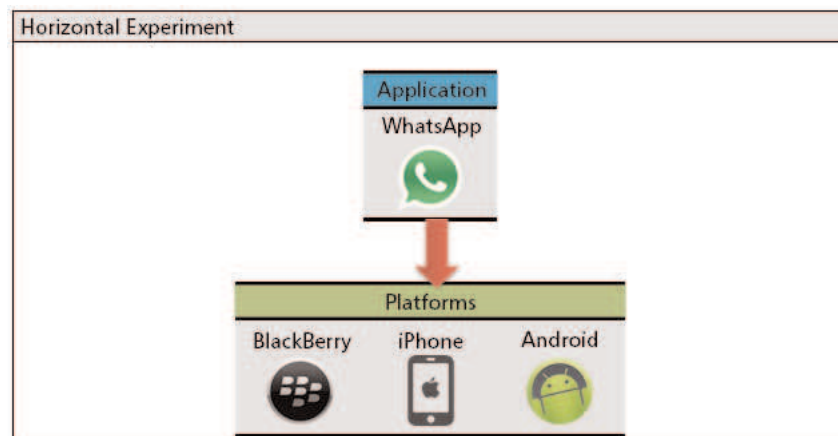 Horizontal Experiment
Application
WhatsApp
Platforms
BlackBerry iPhone Android